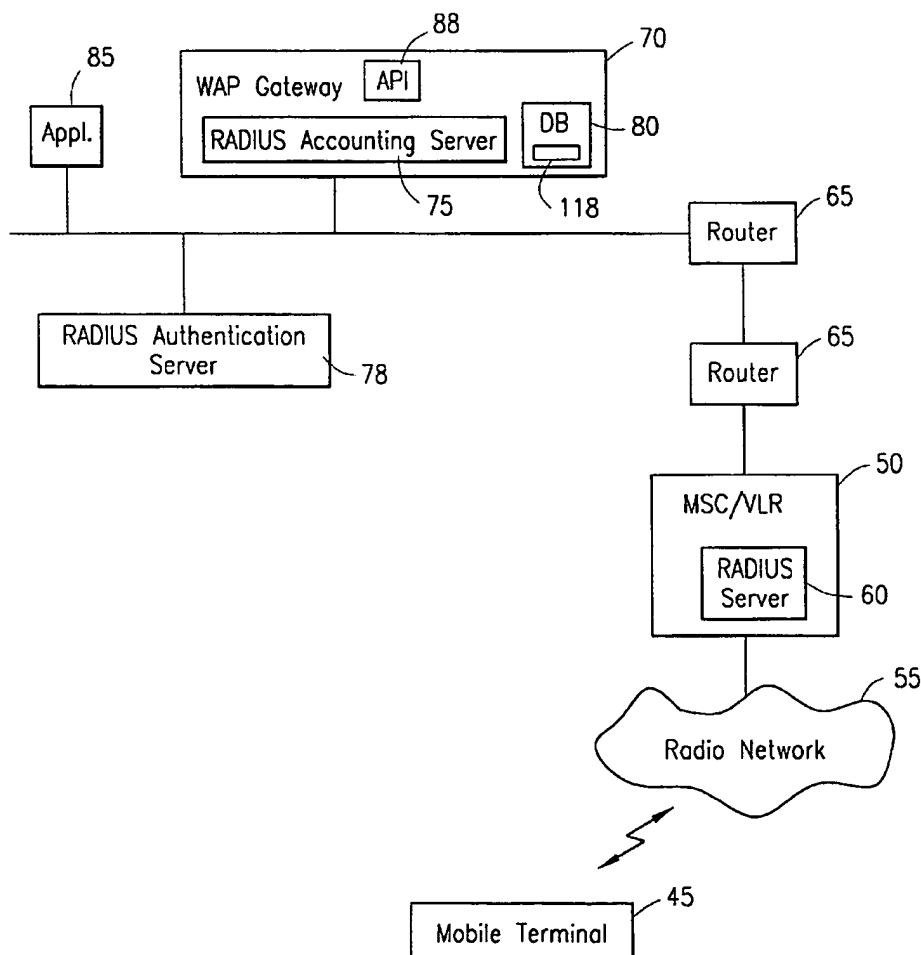 88
70
85
WAP Gateway
API
Appl.
RADIUS Accounting Server
DB
80
75
118
65
Router
RADIUS Authentication
Server
78
65
Router
50
MSC/VLR
RADIUS
Server
60
55
Radio Network
45
Mobile Terminal